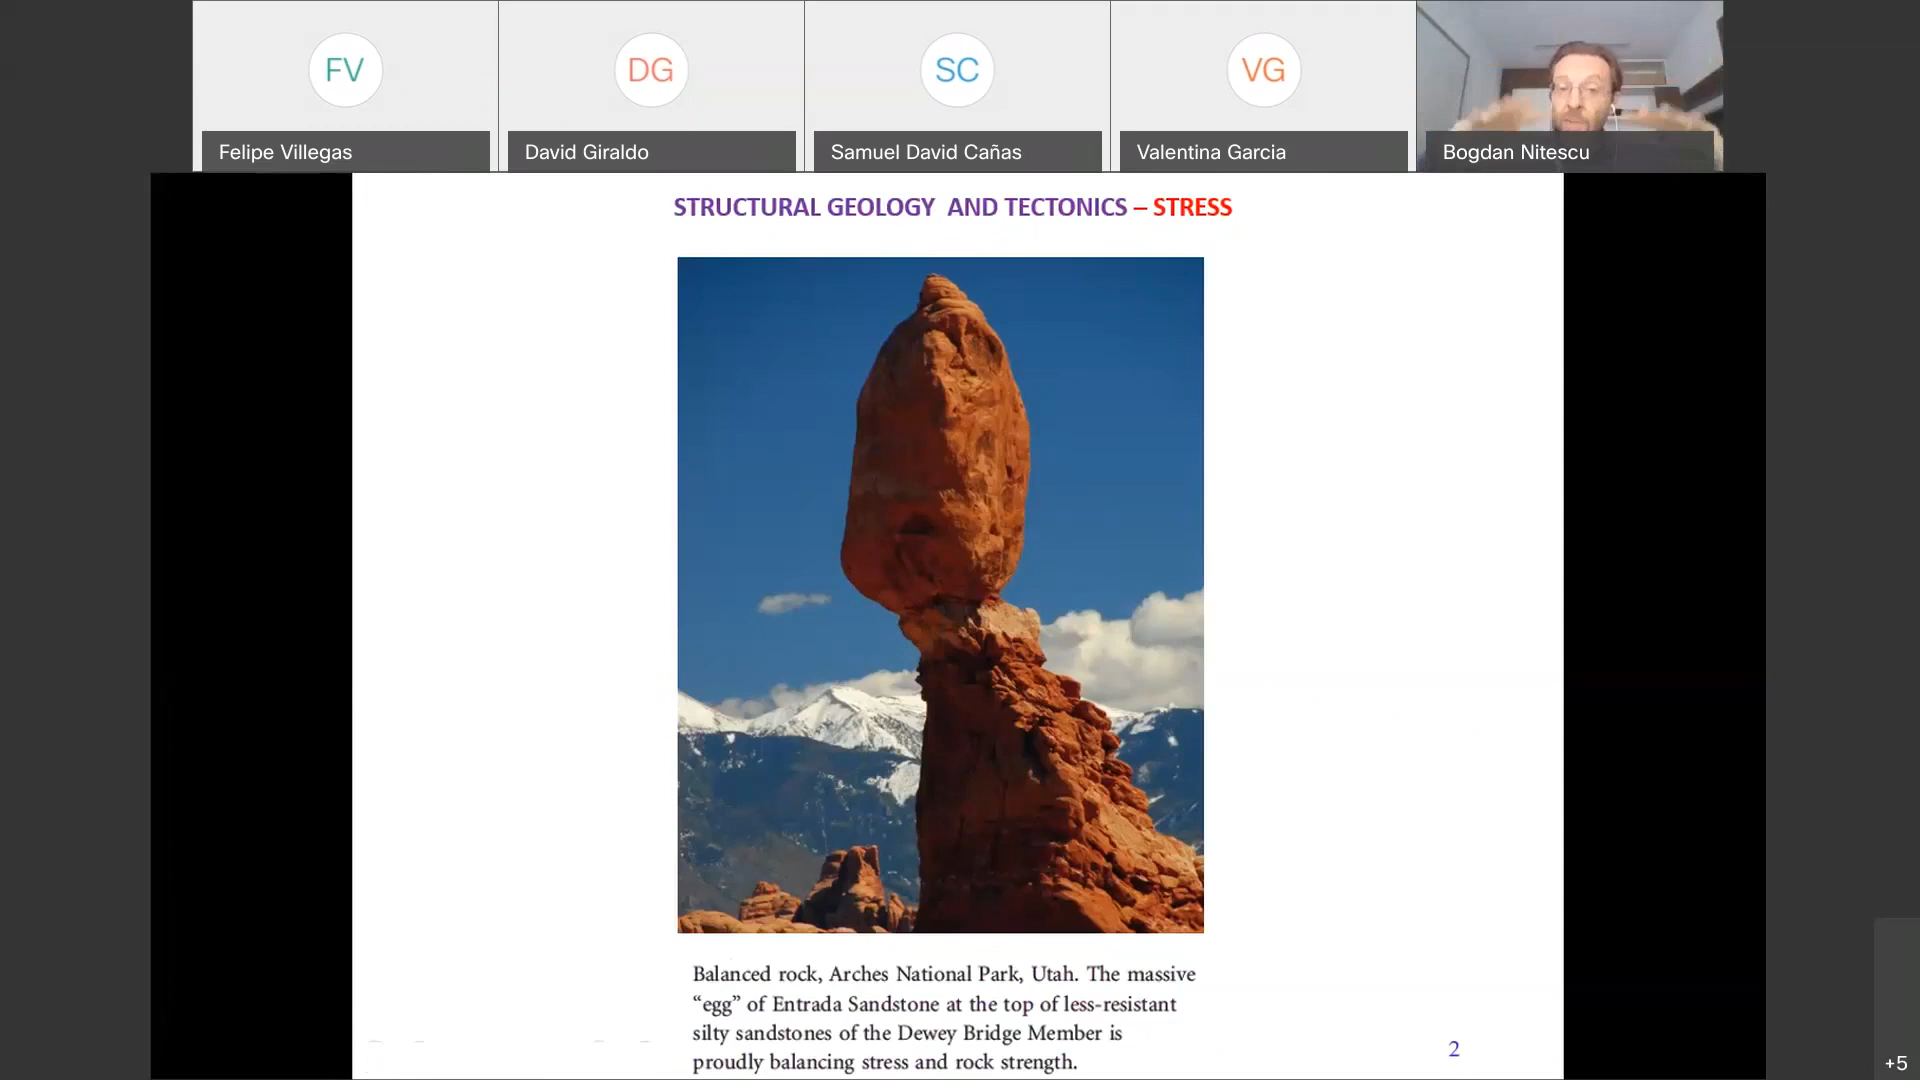 FV
DG
SC
VG
Felipe Villegas
David Giraldo
Samuel David Cañas
Valentina Garcia
Bogdan Nitescu
STRUCTURAL GEOLOGY AND TECTONICS – STRESS
Balanced rock, Arches National Park, Utah. The massive
“egg” of Entrada Sandstone at the top of less-resistant
silty sandstones of the Dewey Bridge Member is
proudly balancing stress and rock strength.
2
+5